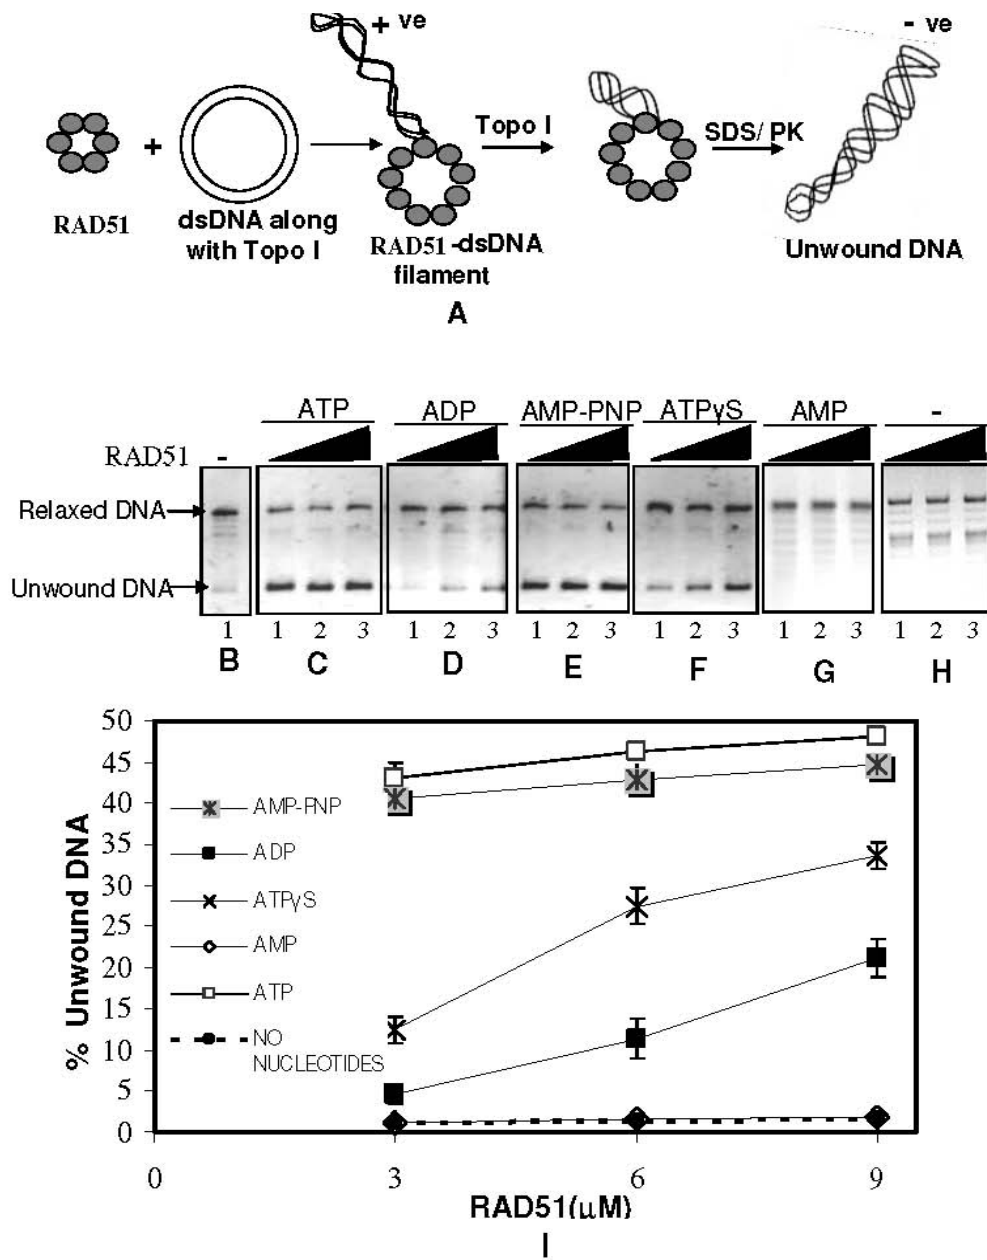 + ve
- ve
Topo I
SDS/ PK
+
RAD51
dsDNA along
with Topo I
RAD51-dsDNA
filament
Unwound DNA
A
ATP ADP AMP-PNP ATPγS AMP -
RAD51 -
Relaxed DNA
Unwound DNA
1 1 2 3 1 2 3 1 2 3 1 2 3 1 2 3 1 2 3
B C D E F G H
50
45
40
35
30
25
20
15
10
5
0
% Unwound DNA
AMP-PNP
ADP
ATPγS
AMP
ATP
NO
NUCLEOTIDES
0 3 6 9
RAD51(μM)
I